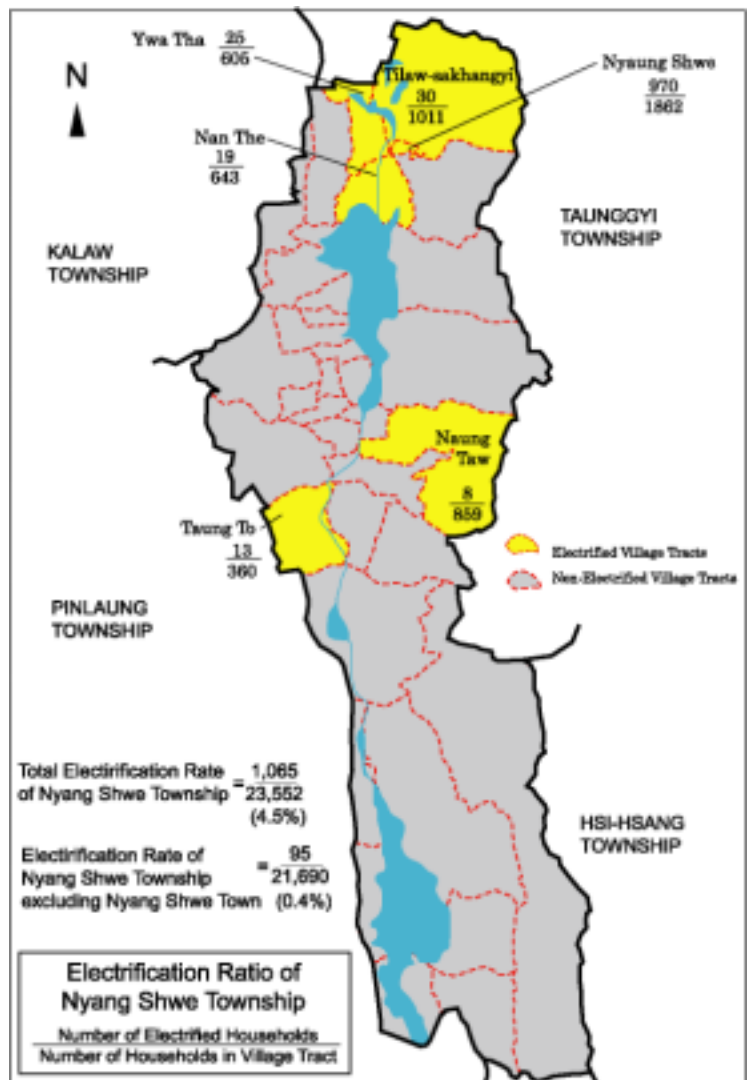 Ywa Tha 25
605
N
Tilaw-sakhangyi
30
1011
Nyaung Shwe
970
1862
Nan The
19
643
TAUNGGYI
TOWNSHIP
KALAW
TOWNSHIP
Naung
Taw
8
859
Taung To
13
360
Electrified Village Tracts
Non-Electrified Village Tracts
PINLAUNG
TOWNSHIP
Total Electirification Rate
of Nyang Shwe Township = 1,065
23,552
(4.5%)
HSI-HSANG
TOWNSHIP
Electirification Rate of
Nyang Shwe Township = 95
21,690
excluding Nyang Shwe Town (0.4%)
Electrification Ratio of
Nyang Shwe Township
Number of Electrified Households
Number of Households in Village Tract